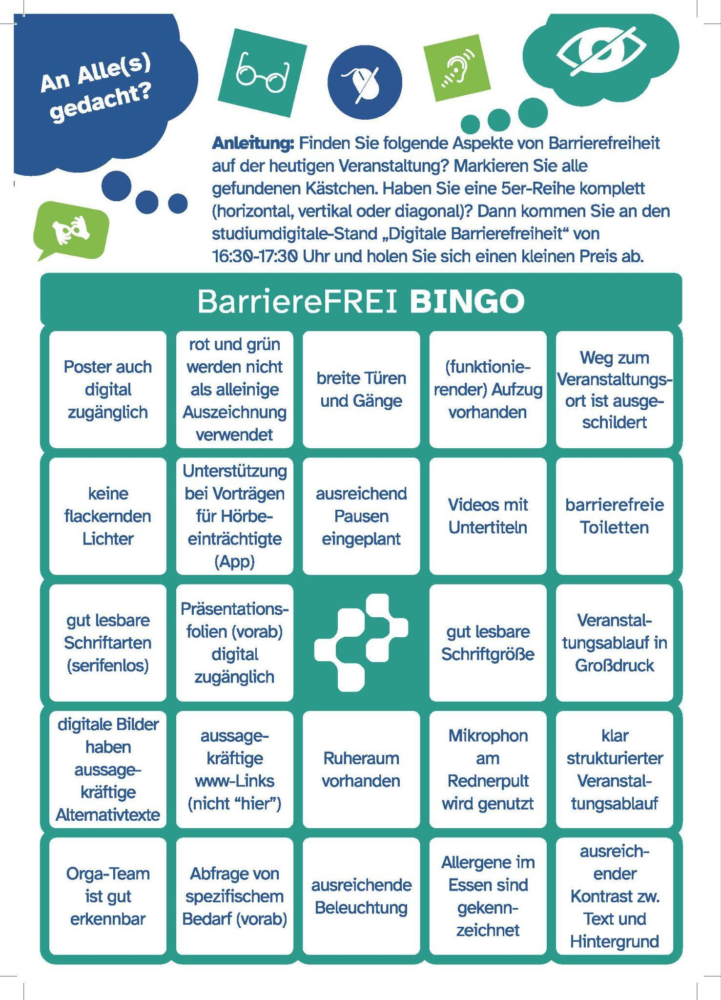 An Alle(s)
gedacht?
Anleitung: Finden Sie folgende Aspekte von Barrierefreiheit
auf der heutigen Veranstaltung? Markieren Sie alle
gefundenen Kästchen. Haben Sie eine 5er-Reihe komplett
(horizontal, vertikal oder diagonal)? Dann kommen Sie an den
studiumdigitale-Stand „Digitale Barrierefreiheit“ von
16:30-17:30 Uhr und holen Sie sich einen kleinen Preis ab.
BarriereFREI BINGO
Poster auch
digital
zugänglich
rot und grün
werden nicht
als alleinige
Auszeichnung
verwendet
breite Türen
und Gänge
(funktionie-
render) Aufzug
vorhanden
Weg zum
Veranstaltungs-
ort ist ausge-
schildert
keine
flackernden
Lichter
Unterstützung
bei Vorträgen
für Hörbe-
einträchtigte
(App)
ausreichend
Pausen
eingeplant
Videos mit
Untertiteln
barrierefreie
Toiletten
gut lesbare
Schriftarten
(serifenlos)
Präsentations-
folien (vorab)
digital
zugänglich
gut lesbare
Schriftgröße
Veranstal-
tungsablauf in
Großdruck
digitale Bilder
haben
aussage-
kräftige
Alternativtexte
aussage-
kräftige
www-Links
(nicht “hier”)
Ruheraum
vorhanden
Mikrophon
am
Rednerpult
wird genutzt
klar
strukturierter
Veranstal-
tungsablauf
Orga-Team
ist gut
erkennbar
Abfrage von
spezifischem
Bedarf (vorab)
ausreichende
Beleuchtung
Allergene im
Essen sind
gekenn-
zeichnet
ausreich-
ender
Kontrast zw.
Text und
Hintergrund